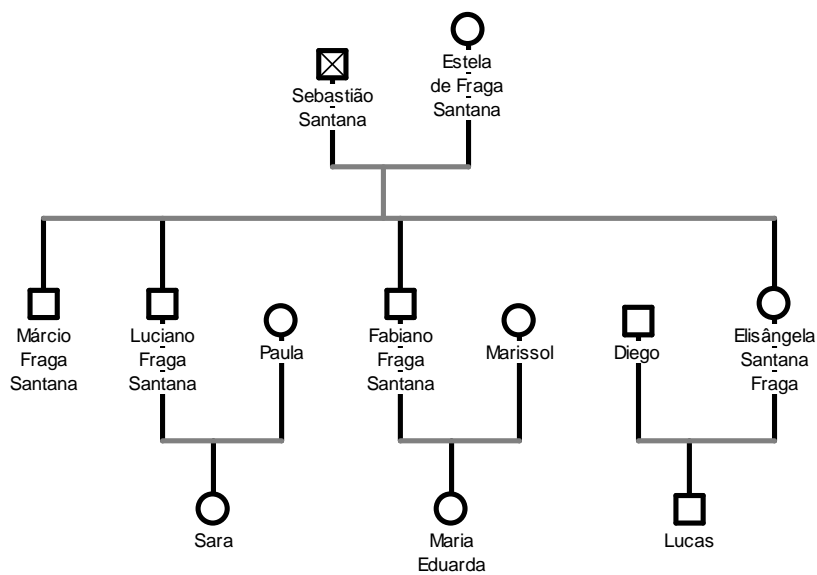 Estela
de Fraga
Santana
Sebastião
Santana
Márcio
Fraga
Santana
Luciano
Fraga
Santana
Paula
Fabiano
Fraga
Santana
Marissol
Diego
Elisângela
Santana
Fraga
Sara
Maria
Eduarda
Lucas